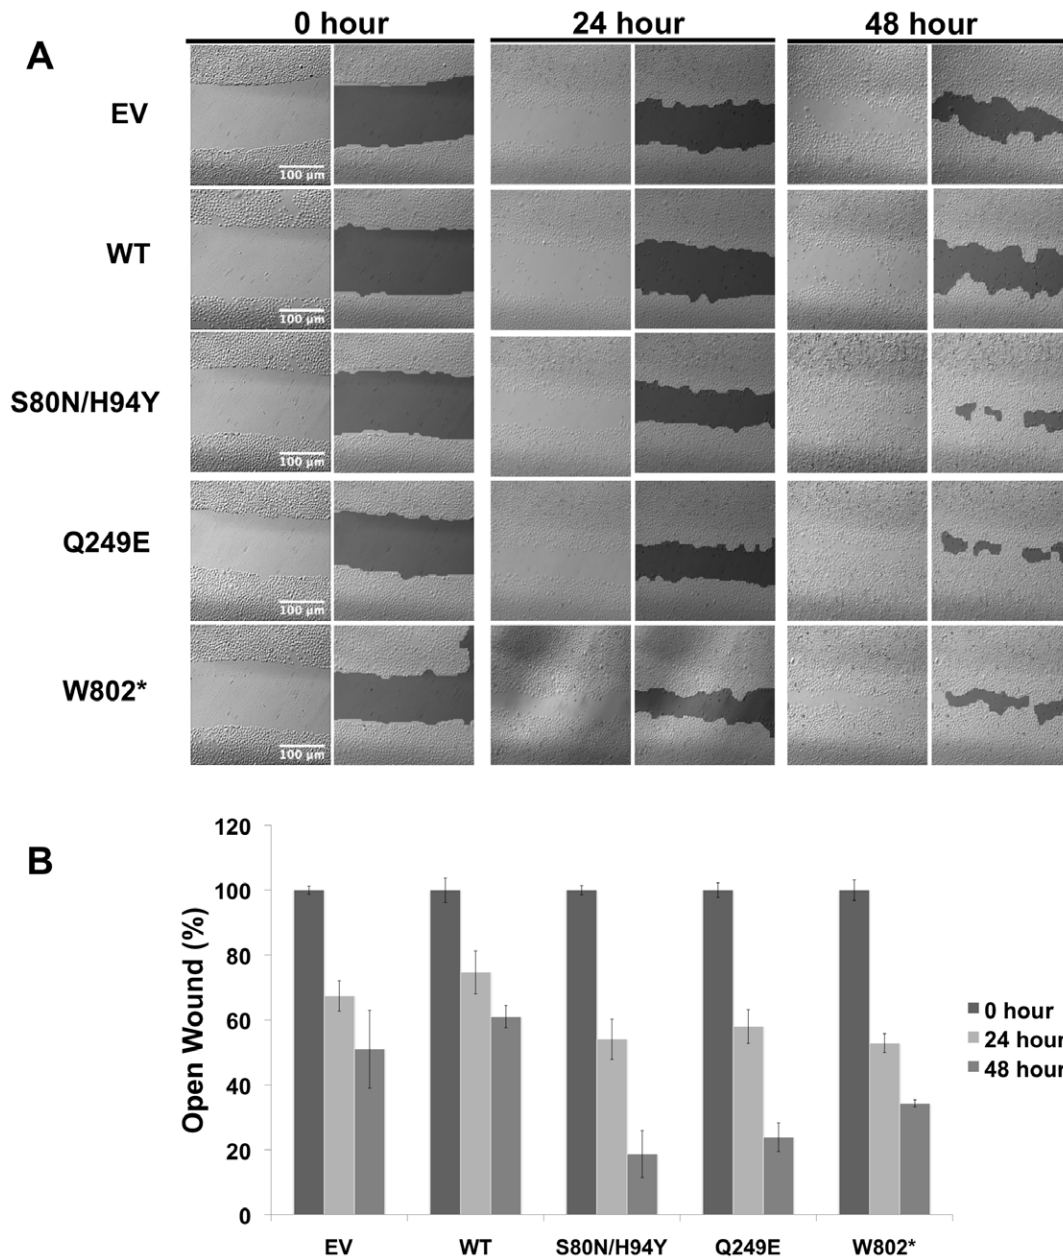 0 hour 24 hour 48 hour
A
EV
100 µm
WT
100 µm
S80N/H94Y
100 µm
Q249E
100 µm
W802*
100 µm
B
Open Wound (%)
120
100
80
60
40
20
0
EV WT S80N/H94Y Q249E W802*
0 hour
24 hour
48 hour